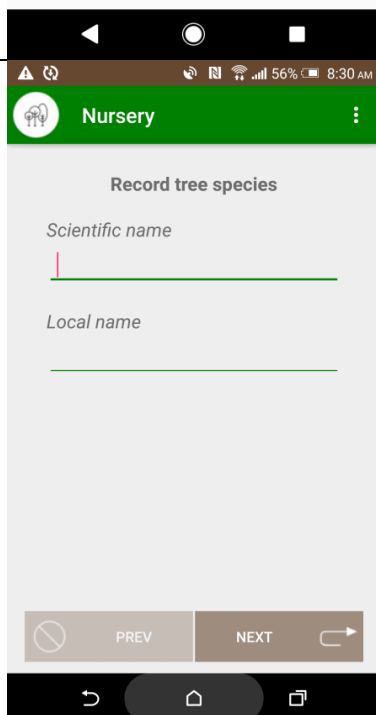 56% 8:30 AM
Nursery
Record tree species
Scientific name
Local name
PREV NEXT